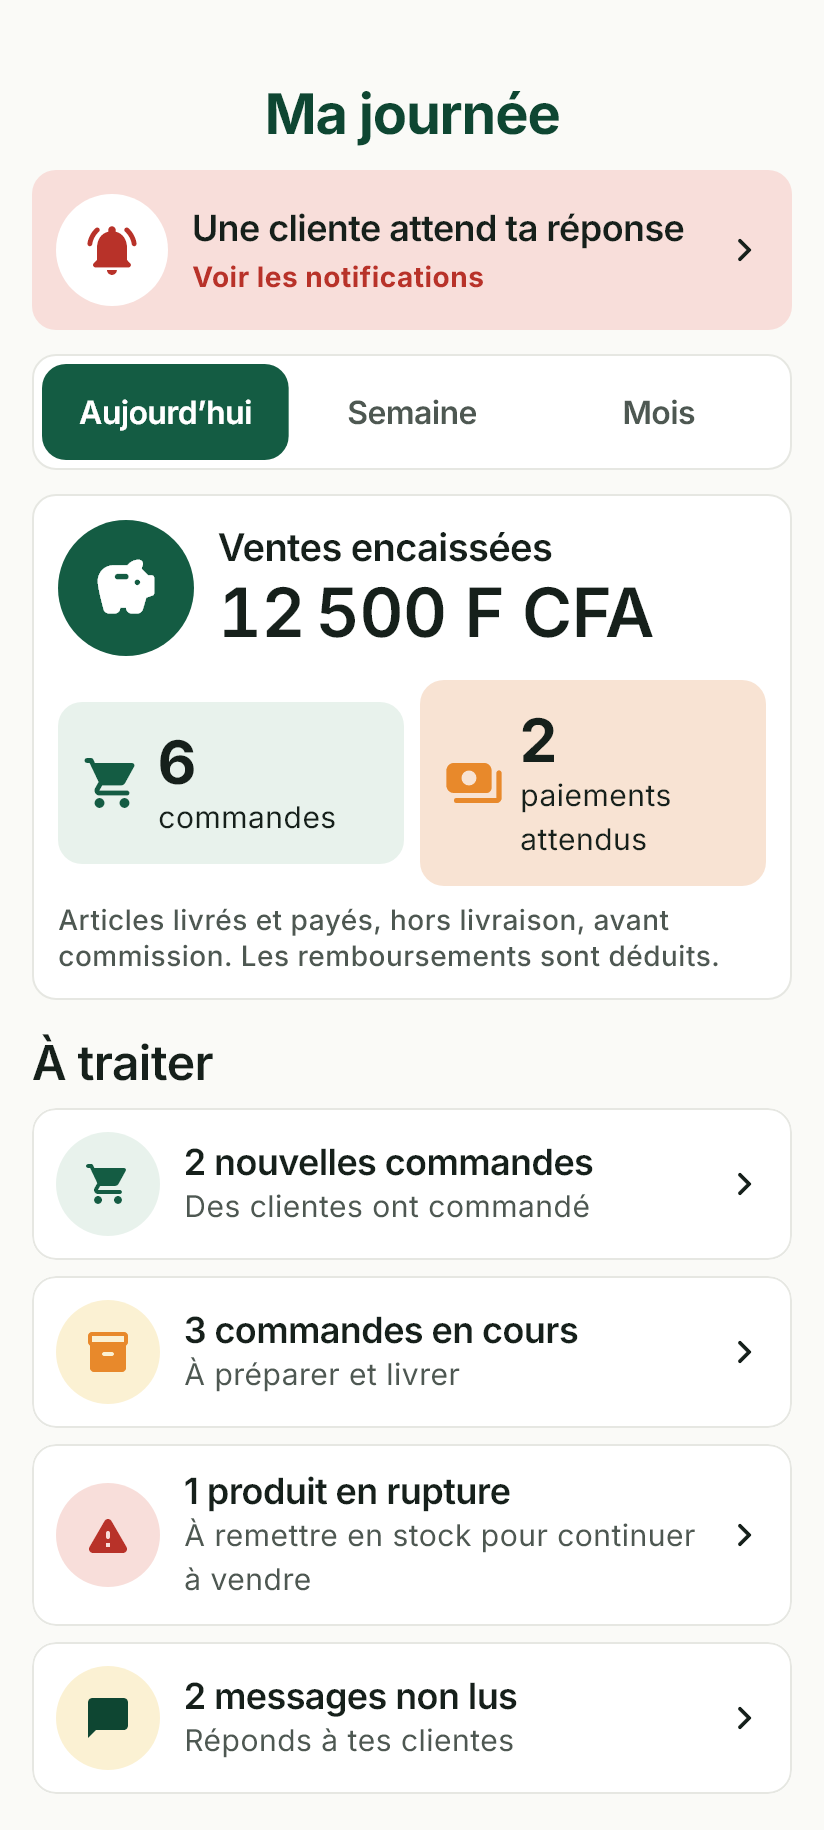 Ma journée
Une cliente attend ta réponse
Voir les notifications
Aujourd’hui
Semaine
Mois
Ventes encaissées
12 500 F CFA
6
commandes
2
paiements
attendus
Articles livrés et payés, hors livraison, avant
commission. Les remboursements sont déduits.
À traiter
2 nouvelles commandes
Des clientes ont commandé
3 commandes en cours
À préparer et livrer
1 produit en rupture
À remettre en stock pour continuer
à vendre
2 messages non lus
Réponds à tes clientes